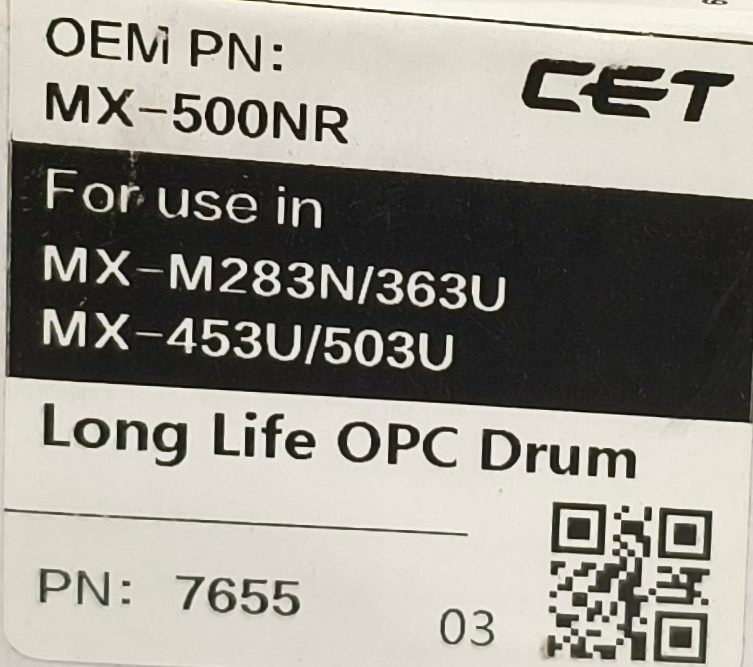 OEM PN:
CET
MX-500NR
For use in
MX-M283N/363U
MX-453U/503U
Long Life OPC Drum
PN: 7655
03